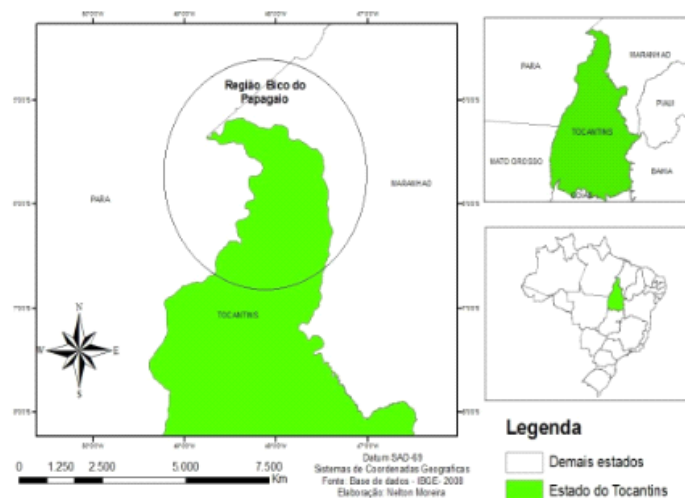 Região Bico do
Papagaio
PARA
MARANHAO
TOCANTINS
N
W
E
S
PARA
MARANHAO
PIAUI
TOCANTINS
MATO GROSSO
BAHIA
GOIAS
Legenda
Demais estados
Estado do Tocantins
0 1.250 2.500 5.000 7.500
Km
Datum SAD-69
Sistemas de Coordenadas Geograficas
Fonte: Base de dados - IBGE- 2008
Elaboração: Nelton Moreira